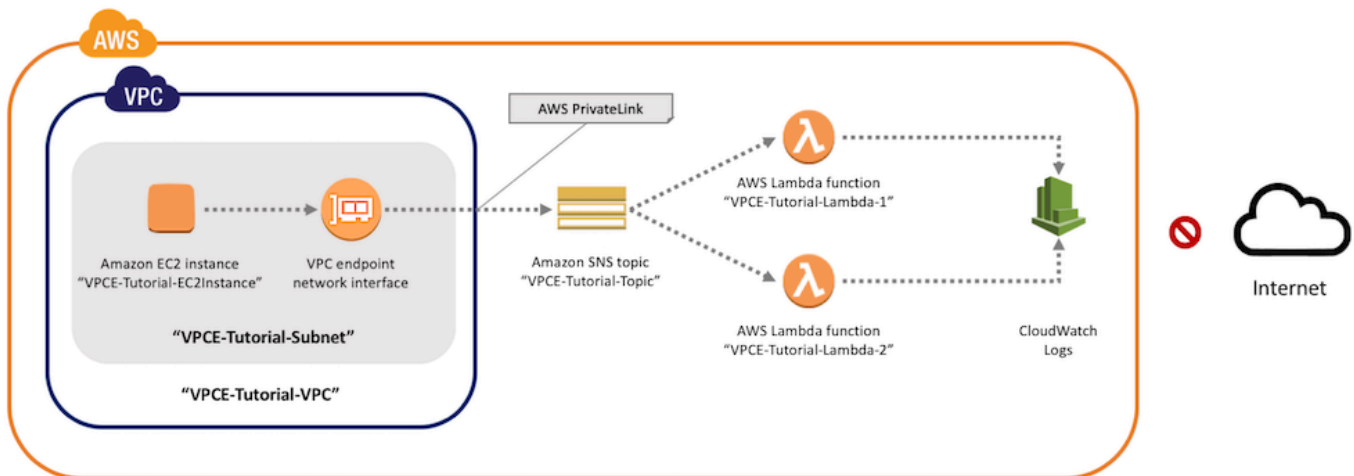 AWS
VPC
AWS PrivateLink
Amazon EC2 instance
“VPCE-Tutorial-EC2Instance”
VPC endpoint
network interface
“VPCE-Tutorial-Subnet”
“VPCE-Tutorial-VPC”
Amazon SNS topic
“VPCE-Tutorial-Topic”
AWS Lambda function
“VPCE-Tutorial-Lambda-1”
AWS Lambda function
“VPCE-Tutorial-Lambda-2”
CloudWatch
Logs
Internet